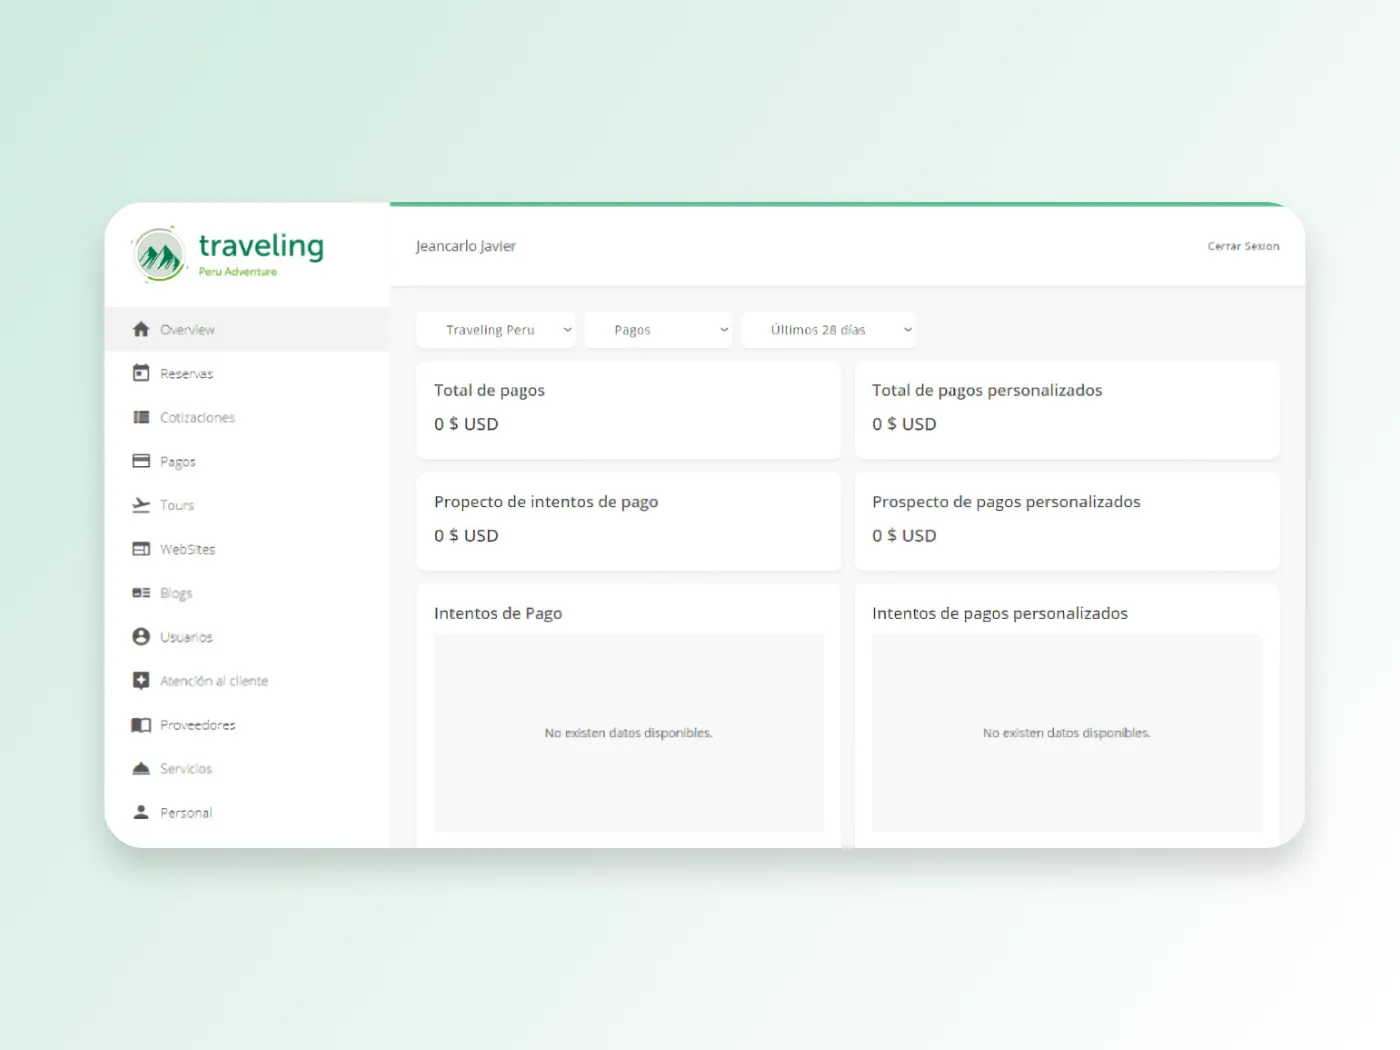 traveling
Peru Adventure
Jeancarlo Javier
Cerrar Sesion
Overview
Reservas
Cotizaciones
Pagos
Tours
WebSites
Blogs
Usuarios
Atención al cliente
Proveedores
Servicios
Personal
Traveling Peru
Pagos
Últimos 28 días
Total de pagos
0 $ USD
Total de pagos personalizados
0 $ USD
Propecto de intentos de pago
0 $ USD
Prospecto de pagos personalizados
0 $ USD
Intentos de Pago
No existen datos disponibles.
Intentos de pagos personalizados
No existen datos disponibles.